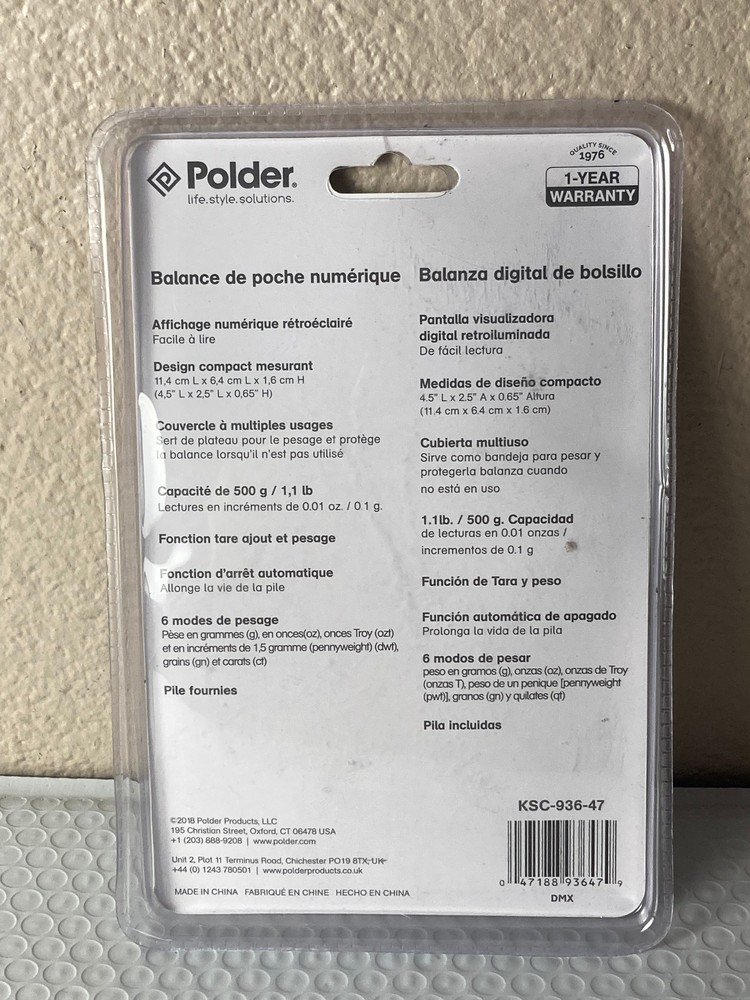 Polder®
life.style.solutions.
QUALITY SINCE
1976
1-YEAR
WARRANTY
Balance de poche numérique
Affichage numérique rétroéclairé
Facile à lire
Design compact mesurant
11,4 cm L x 6,4 cm L x 1,6 cm H
(4,5" L x 2,5" L x 0,65" H)
Couvercle à multiples usages
Sert de plateau pour le pesage et protège
la balance lorsqu'il n'est pas utilisé
Capacité de 500 g / 1,1 lb
Lectures en incréments de 0.01 oz. / 0.1 g.
Fonction tare ajout et pesage
Fonction d'arrêt automatique
Allonge la vie de la pile
6 modes de pesage
Pèse en grammes (g), en onces(oz), onces Troy (ozt)
et en incréments de 1,5 gramme (pennyweight) (dwt),
grains (gn) et carats (ct)
Pile fournies
Balanza digital de bolsillo
Pantalla visualizadora
digital retroiluminada
De fácil lectura
Medidas de diseño compacto
4.5" L x 2.5" A x 0.65" Altura
(11.4 cm x 6.4 cm x 1.6 cm)
Cubierta multiuso
Sirve como bandeja para pesar y
protegerla balanza cuando
no está en uso
1.1lb. / 500 g. Capacidad
de lecturas en 0.01 onzas /
incrementos de 0.1 g
Función de Tara y peso
Función automática de apagado
Prolonga la vida de la pila
6 modos de pesar
peso en gramos (g), onzas (oz), onzas de Troy
(onzas T), peso de un penique [pennyweight
(pwt)], granos (gn) y quilates (qt)
Pila incluidas
©2018 Polder Products, LLC
195 Christian Street, Oxford, CT 06478 USA
+1 (203) 888-9208 | www.polder.com
Unit 2, Plot 11 Terminus Road, Chichester PO19 8TX, UK
+44 (0) 1243 780501 | www.polderproducts.co.uk
MADE IN CHINA FABRIQUÉ EN CHINE HECHO EN CHINA
KSC-936-47
0 47188 93647 9
DMX